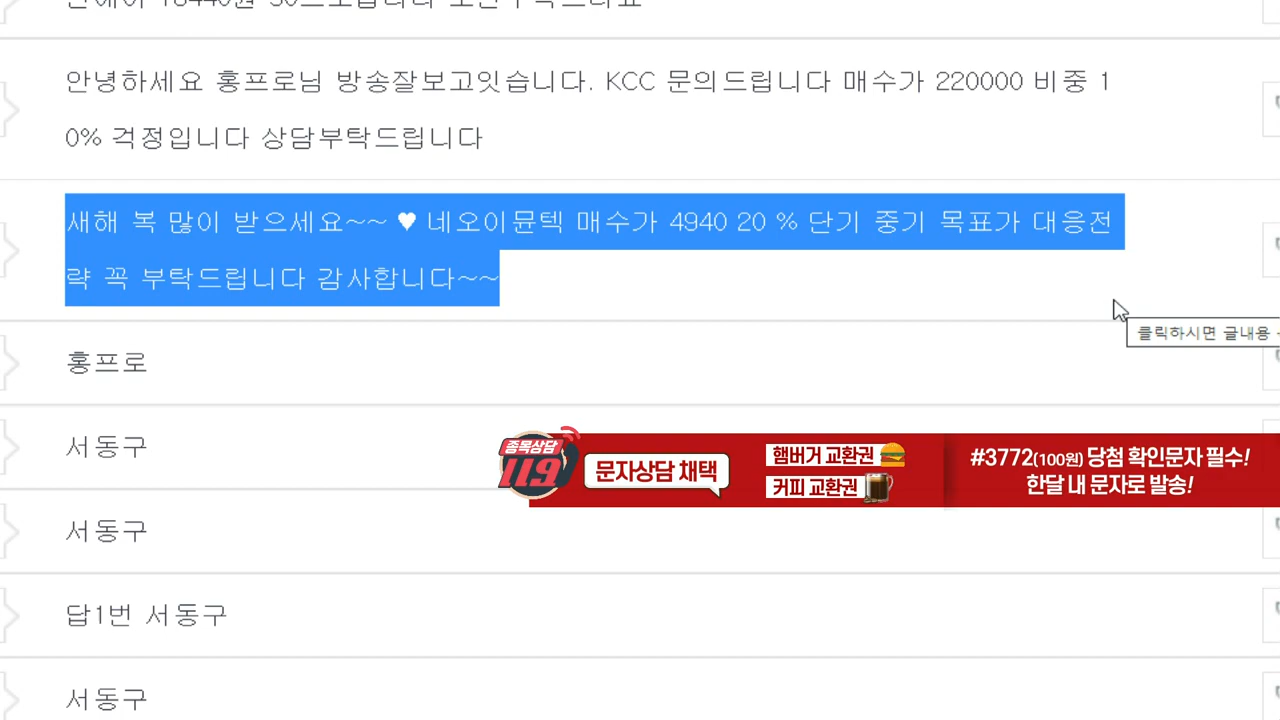 안녕하세요 홍프로님 방송잘보고잇습니다. KCC 문의드립니다 매수가 220000 비중 1
0% 걱정입니다 상담부탁드립니다
새해 복 많이 받으세요~~ ♥ 네오이뮨텍 매수가 4940 20 % 단기 중기 목표가 대응전
략 꼭 부탁드립니다 감사합니다~~
클릭하시면 글내용
홍프로
서동구
종목상담
119
문자상담 채택
햄버거 교환권
커피 교환권
#3772(100원) 당첨 확인문자 필수!
한달 내 문자로 발송!
서동구
답1번 서동구
서동구